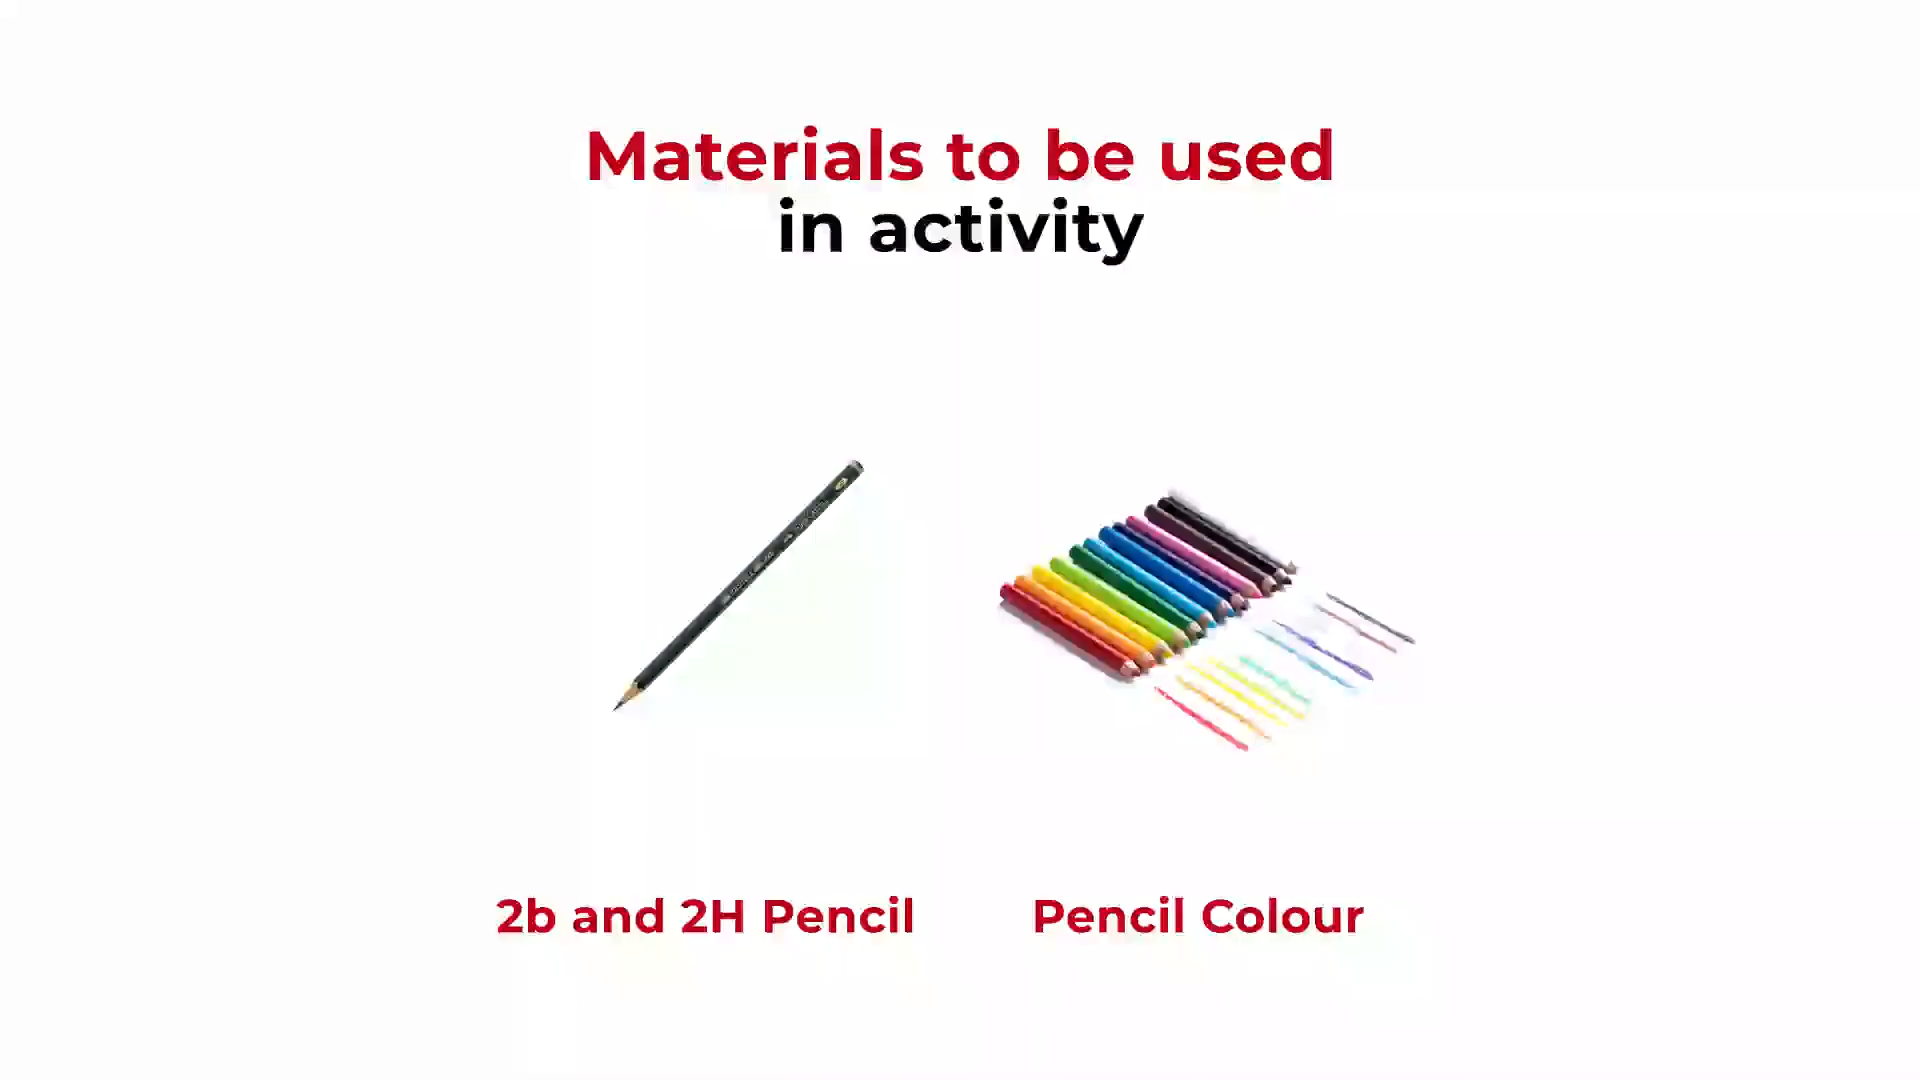 Materials to be used
in activity
2b and 2H Pencil
Pencil Colour